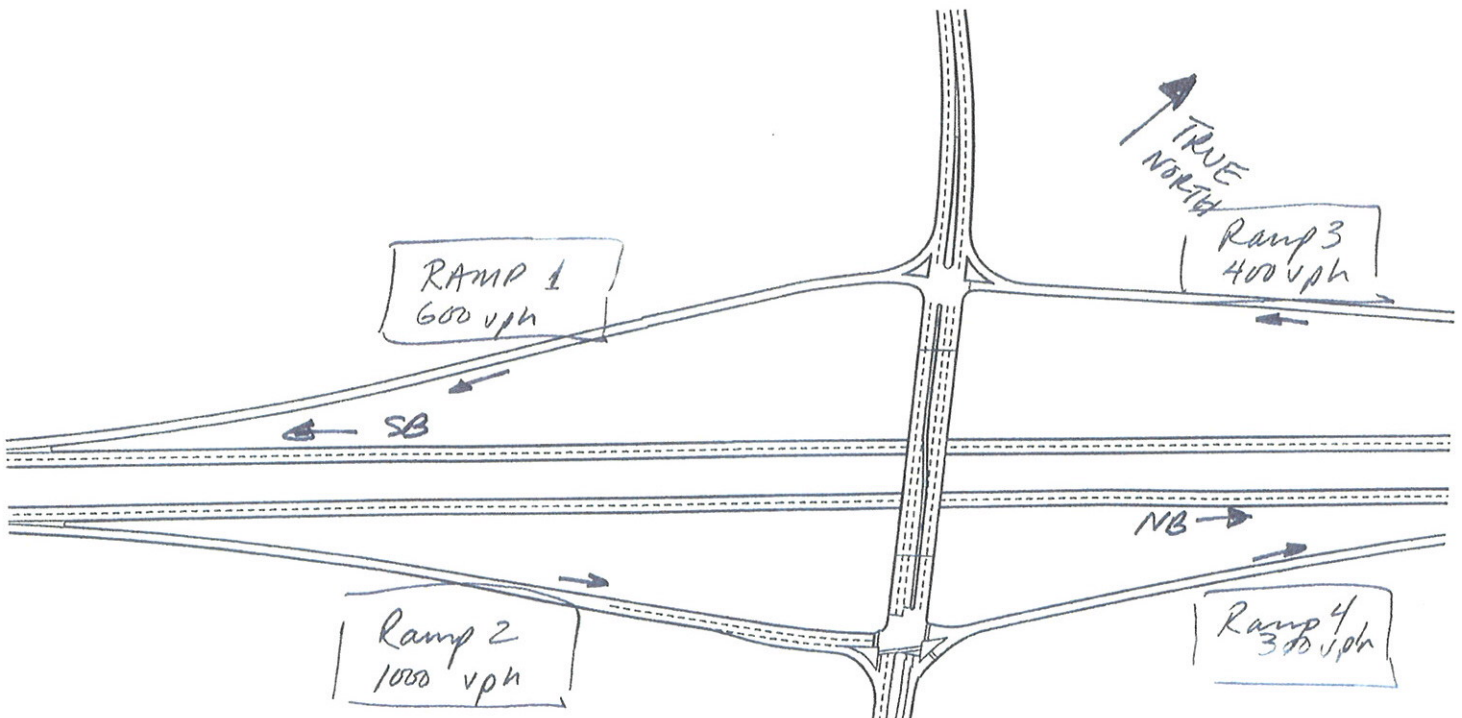 TRUE
NORTH
Ramp 3
400 vph
RAMP 1
600 vph
SB
NB
Ramp 2
1000 vph
Ramp 4
300 vph